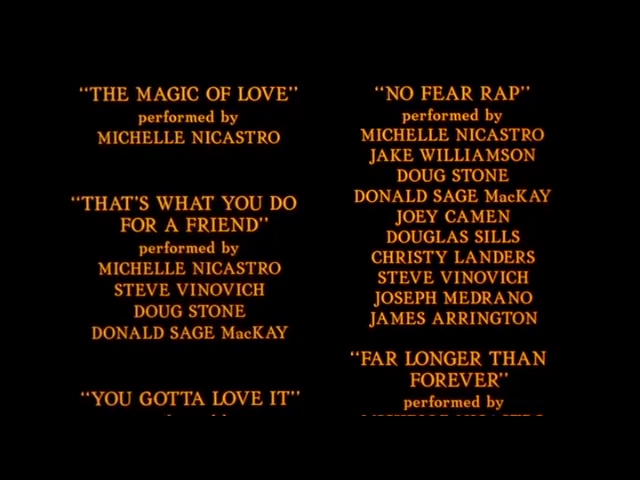 "THE MAGIC OF LOVE"
performed by
MICHELLE NICASTRO
"THAT'S WHAT YOU DO
FOR A FRIEND"
performed by
MICHELLE NICASTRO
STEVE VINOVICH
DOUG STONE
DONALD SAGE MacKAY
"YOU GOTTA LOVE IT"
"NO FEAR RAP"
performed by
MICHELLE NICASTRO
JAKE WILLIAMSON
DOUG STONE
DONALD SAGE MacKAY
JOEY CAMEN
DOUGLAS SILLS
CHRISTY LANDERS
STEVE VINOVICH
JOSEPH MEDRANO
JAMES ARRINGTON
"FAR LONGER THAN
FOREVER"
performed by